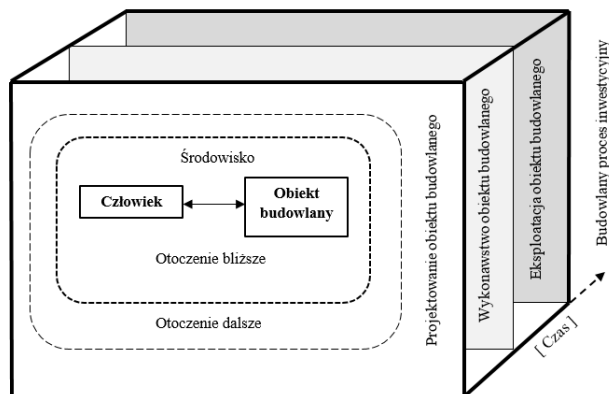 Środowisko
Człowiek
Obiekt
budowlany
Otoczenie bliższe
Otoczenie dalsze
Projektowanie obiektu budowlanego
Wykonawstwo obiektu budowlanego
Eksploatacja obiektu budowlanego
Budowlany proces inwestycyjny
[ Czas ]